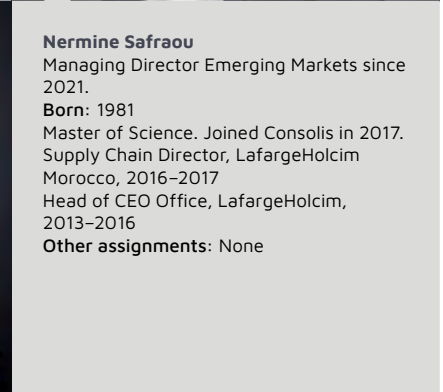 Nermine Safraou
Managing Director Emerging Markets since
2021.
Born: 1981
Master of Science. Joined Consolis in 2017.
Supply Chain Director, LafargeHolcim
Morocco, 2016–2017
Head of CEO Office, LafargeHolcim,
2013–2016
Other assignments: None